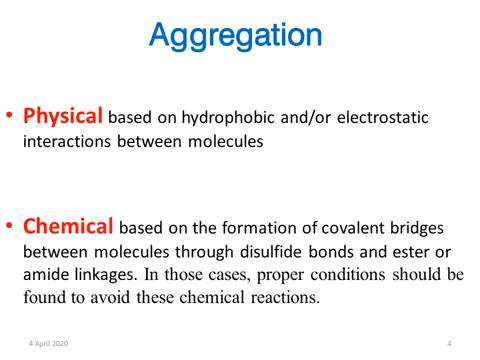 Aggregation
• Physical based on hydrophobic and/or electrostatic
interactions between molecules
• Chemical based on the formation of covalent bridges
between molecules through disulfide bonds and ester or
amide linkages. In those cases, proper conditions should be
found to avoid these chemical reactions.
4 April 2020
4